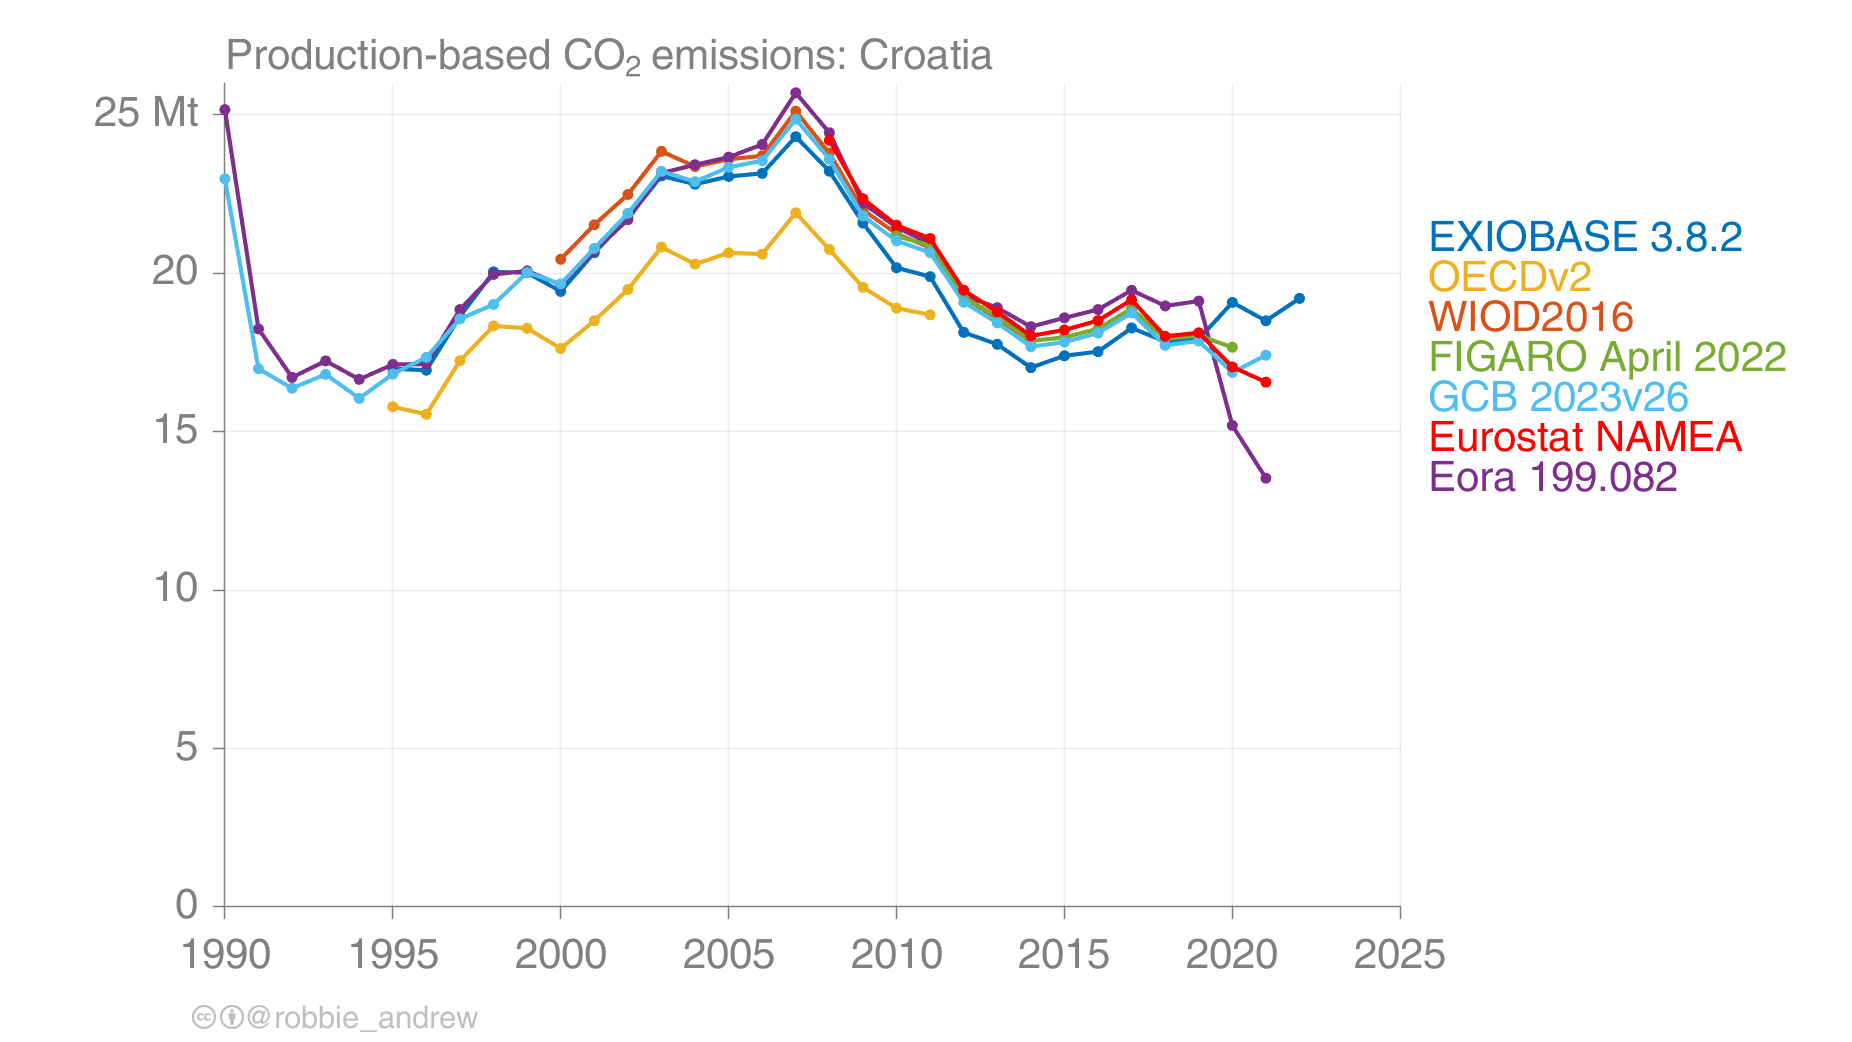 Production-based CO₂ emissions: Croatia
25 Mt
20
15
10
5
0
1990 1995 2000 2005 2010 2015 2020 2025
EXIOBASE 3.8.2
OECDv2
WIOD2016
FIGARO April 2022
GCB 2023v26
Eurostat NAMEA
Eora 199.082
@robbie_andrew